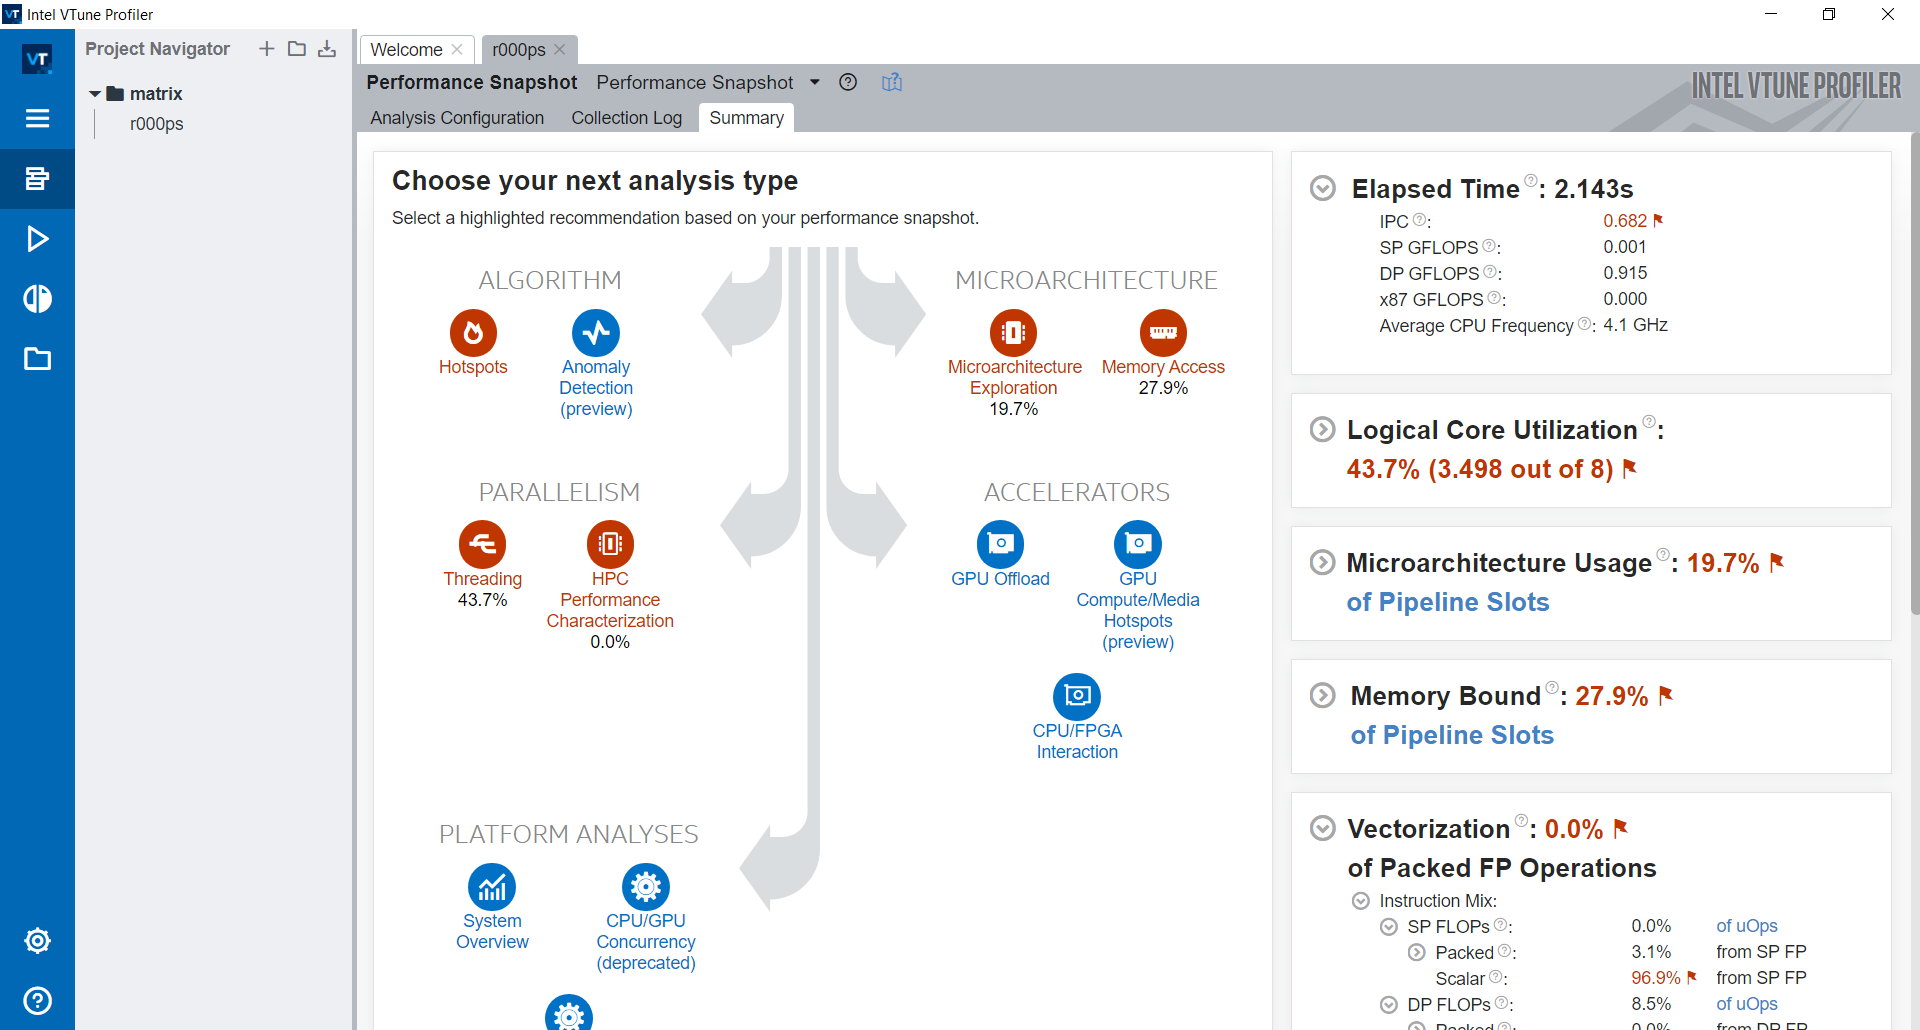 VT Intel VTune Profiler
VT
Project Navigator
matrix
r000ps
Welcome
r000ps
Performance Snapshot Performance Snapshot
INTEL VTUNE PROFILER
Analysis Configuration Collection Log Summary
Choose your next analysis type
Select a highlighted recommendation based on your performance snapshot.
ALGORITHM
Hotspots
Anomaly
Detection
(preview)
MICROARCHITECTURE
Microarchitecture
Exploration
19.7%
Memory Access
27.9%
PARALLELISM
Threading
43.7%
HPC
Performance
Characterization
0.0%
ACCELERATORS
GPU Offload
GPU
Compute/Media
Hotspots
(preview)
CPU/FPGA
Interaction
PLATFORM ANALYSES
System
Overview
CPU/GPU
Concurrency
(deprecated)
Elapsed Time ?: 2.143s
IPC ?: 0.682
SP GFLOPS ?: 0.001
DP GFLOPS ?: 0.915
x87 GFLOPS ?: 0.000
Average CPU Frequency ?: 4.1 GHz
Logical Core Utilization ?:
43.7% (3.498 out of 8)
Microarchitecture Usage ?: 19.7%
of Pipeline Slots
Memory Bound ?: 27.9%
of Pipeline Slots
Vectorization ?: 0.0%
of Packed FP Operations
Instruction Mix:
SP FLOPs ?: 0.0% of uOps
Packed ?: 3.1% from SP FP
Scalar ?: 96.9% from SP FP
DP FLOPs ?: 8.5% of uOps
Packed ?: 0.0% from DP FP